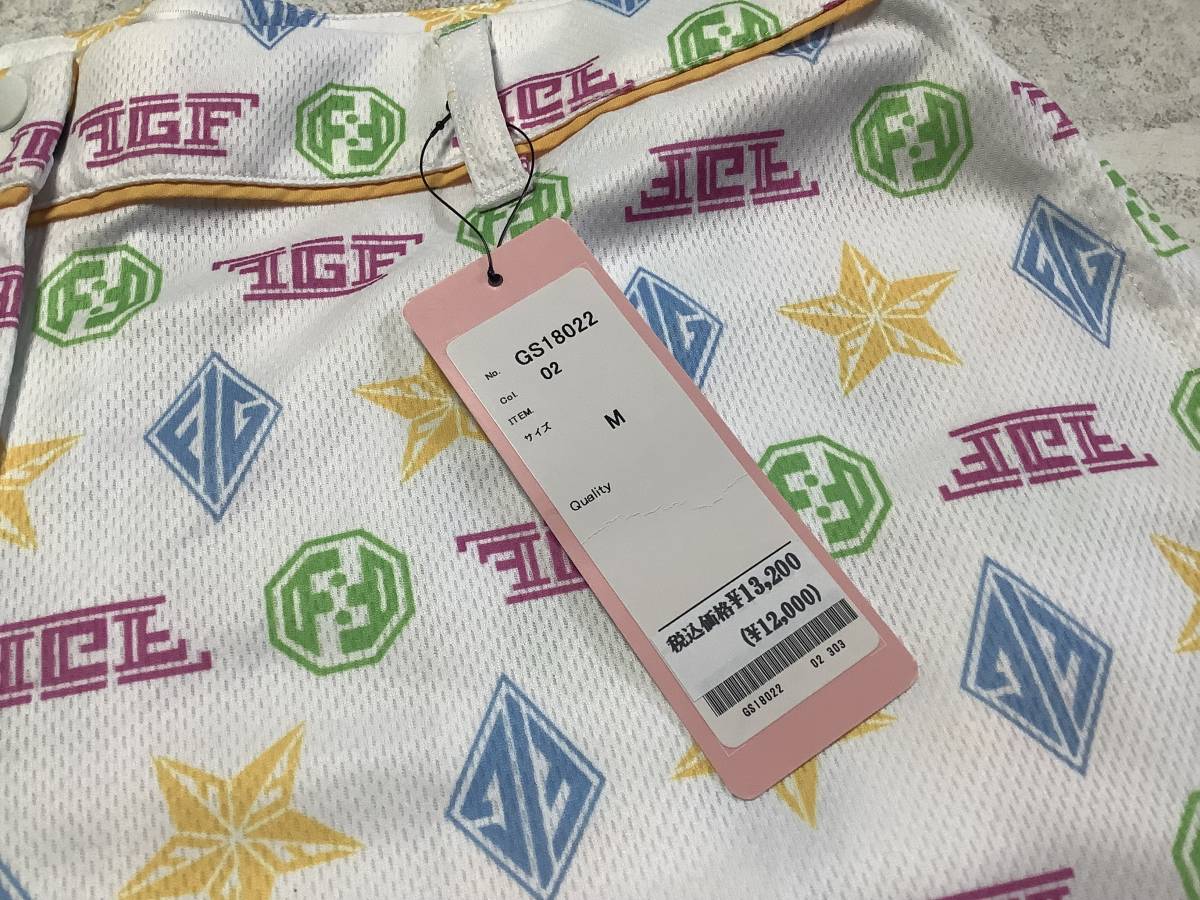 No. GS18022
Col. 02
ITEM.
サイズ M
Quality
税込価格¥13,200
(¥12,000)
GS18022 02 303